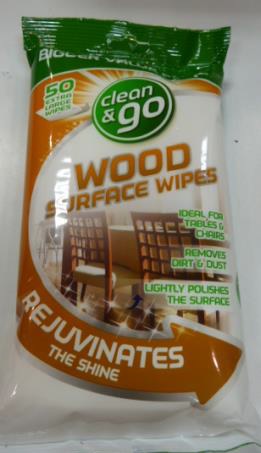 BIGGER VALUE
50
EXTRA
LARGE
WIPES
clean
& go
WOOD
SURFACE WIPES
IDEAL FOR
TABLES &
CHAIRS
REMOVES
DIRT & DUST
LIGHTLY POLISHES
THE SURFACE
REJUVINATES
THE SHINE